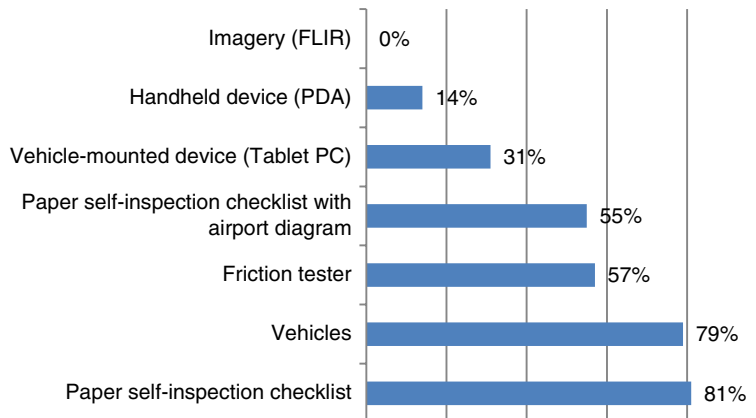 Imagery (FLIR) 0%
Handheld device (PDA) 14%
Vehicle-mounted device (Tablet PC) 31%
Paper self-inspection checklist with
airport diagram 55%
Friction tester 57%
Vehicles 79%
Paper self-inspection checklist 81%